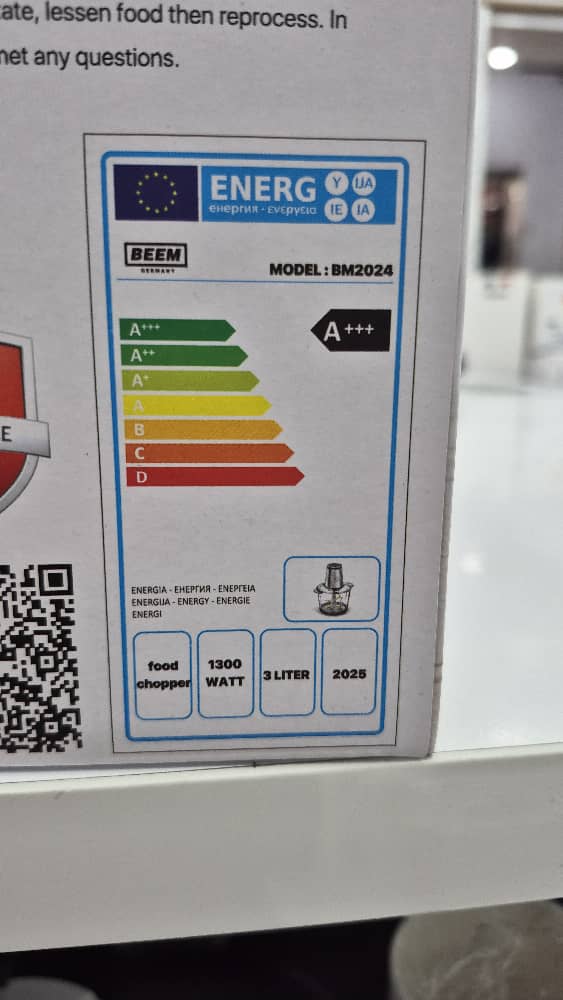 ate, lessen food then reprocess. In
met any questions.
ENERG Y IJA
енергия - ενεργεια IE IA
BEEM
GERMANY
MODEL : BM2024
A+++
A+++
A++
A+
A
B
C
D
E
ENERGIA - ЕНЕРГИЯ - ΕΝΕΡΓΕΙΑ
ENERGIJA - ENERGY - ENERGIE
ENERGI
food
chopper
1300
WATT
3 LITER
2025